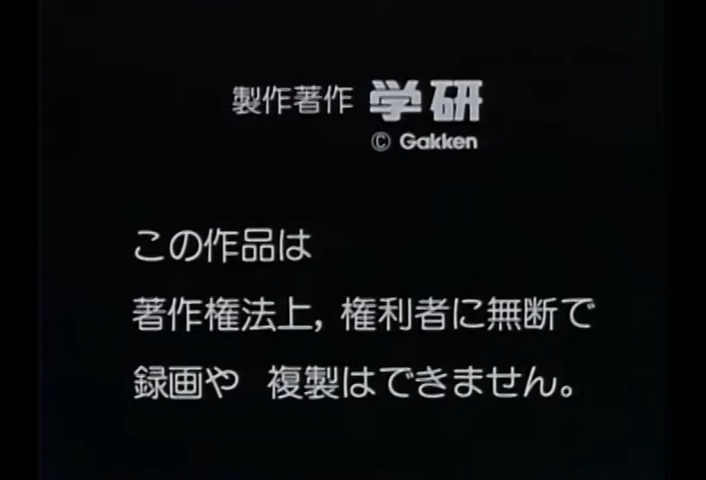 製作著作 学研
© Gakken
この作品は
著作権法上，権利者に無断で
録画や 複製はできません。